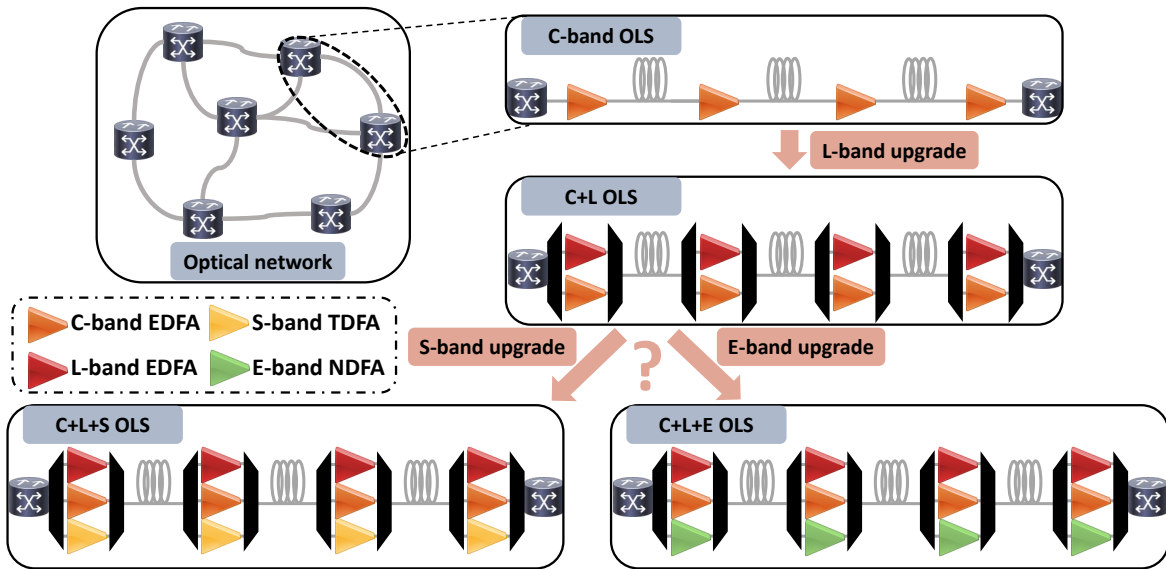 C-band OLS
L-band upgrade
C+L OLS
Optical network
C-band EDFA
S-band TDFA
L-band EDFA
E-band NDFA
S-band upgrade
?
E-band upgrade
C+L+S OLS
C+L+E OLS